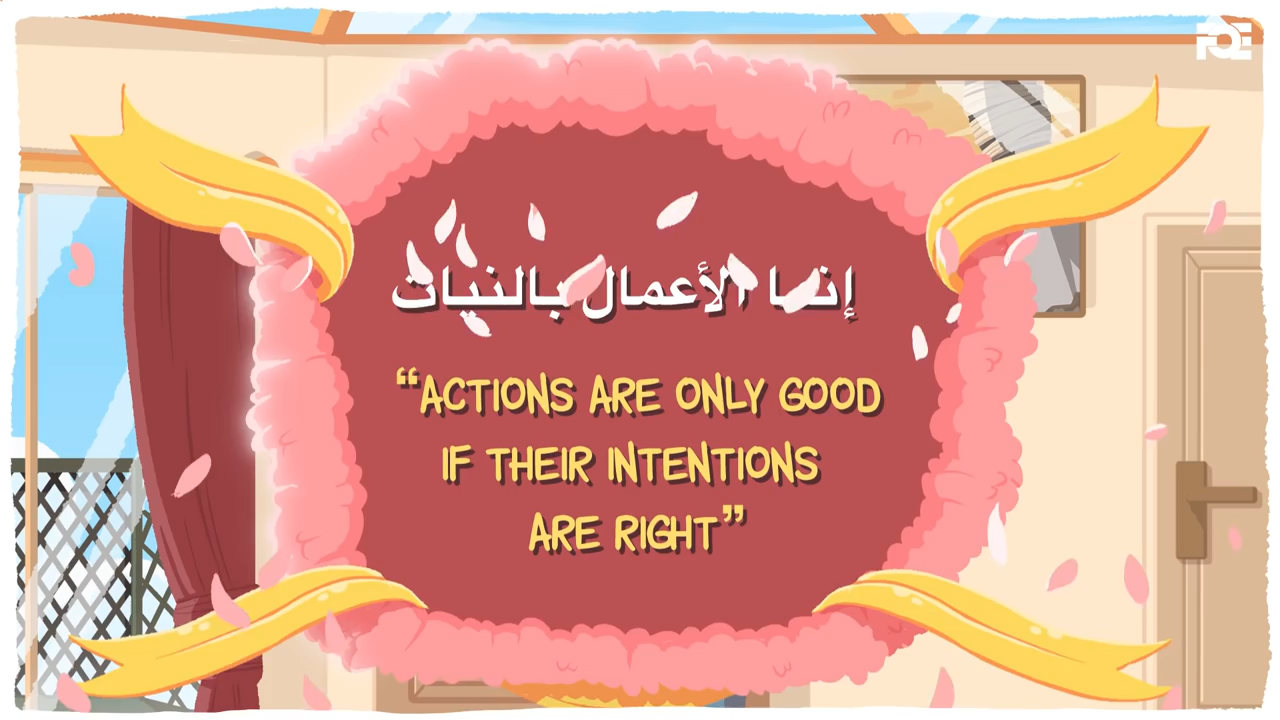 إنما الأعمال بالنيات
“ACTIONS ARE ONLY GOOD
IF THEIR INTENTIONS
ARE RIGHT”